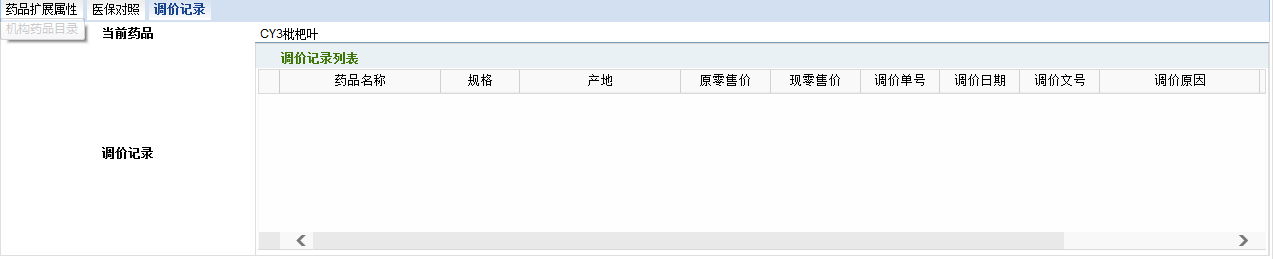 药品扩展属性 医保对照 调价记录
机构药品目录
当前药品 CY3枇杷叶
调价记录列表
药品名称 规格 产地 原零售价 现零售价 调价单号 调价日期 调价文号 调价原因
调价记录